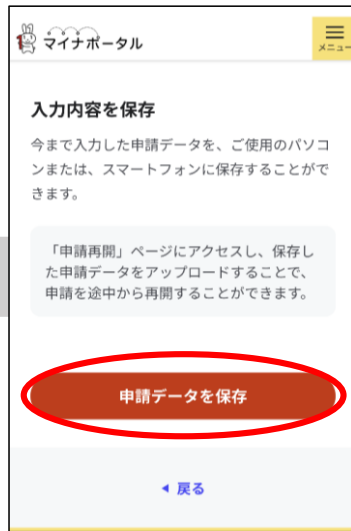 マイナポータル
メニュー
入力内容を保存
今まで入力した申請データを、ご使用のパソコ
ンまたは、スマートフォンに保存することがで
きます。
「申請再開」ページにアクセスし、保存し
た申請データをアップロードすることで、
申請を途中から再開することができます。
申請データを保存
◀ 戻る